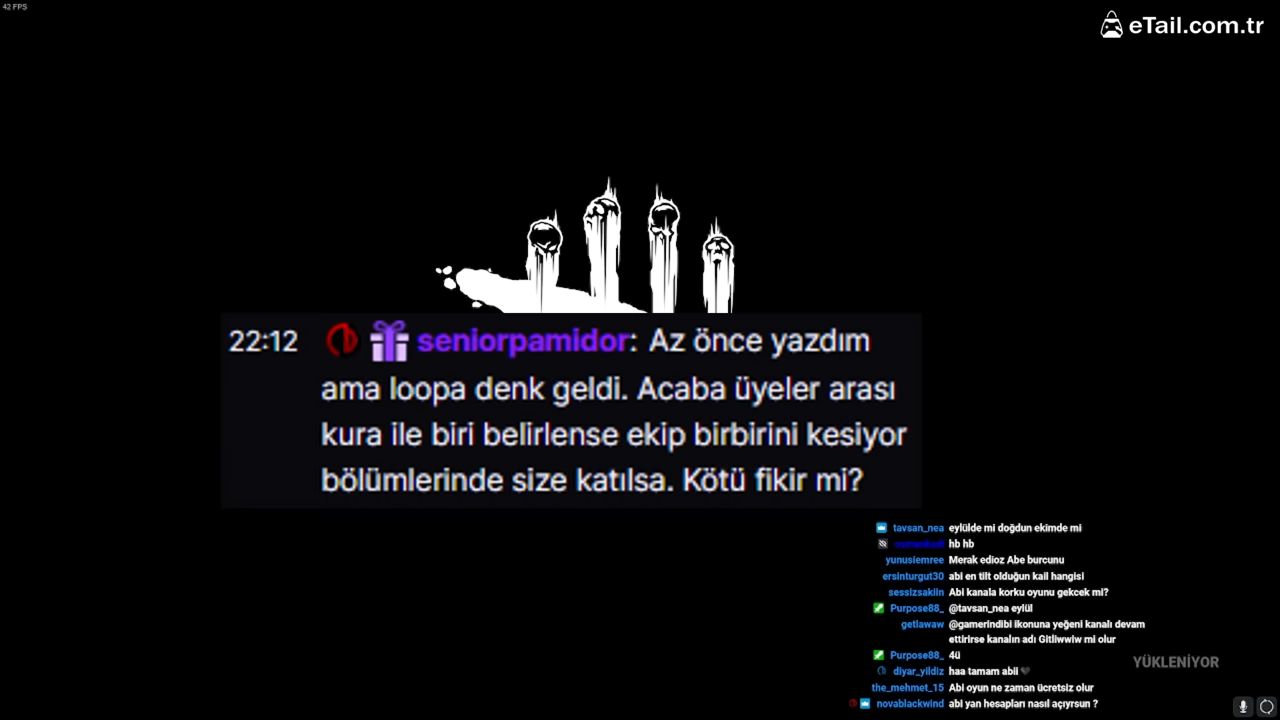 42 FPS
eTail.com.tr
22:12 seniorpamidor: Az önce yazdım
ama loopa denk geldi. Acaba üyeler arası
kura ile biri belirlense ekip birbirini kesiyor
bölümlerinde size katılsa. Kötü fikir mi?
tavsan_nea eylülde mi doğdun ekimde mi
hb hb
yunusiemree Merak edioz Abe burcunu
ersinturgut30 abi en tilt olduğun kail hangisi
sessizsakiin Abi kanala korku oyunu gekcek mi?
Purpose88_ @tavsan_nea eylül
getlawaw @gamerindibi ikonuna yeğeni kanalı devam
ettirirse kanalın adı Gitliwwiw mi olur
Purpose88_ 4ü
diyar_yildiz haa tamam abii
the_mehmet_15 Abi oyun ne zaman ücretsiz olur
novablackwind abi yan hesapları nasıl açıyrsun ?
YÜKLENİYOR